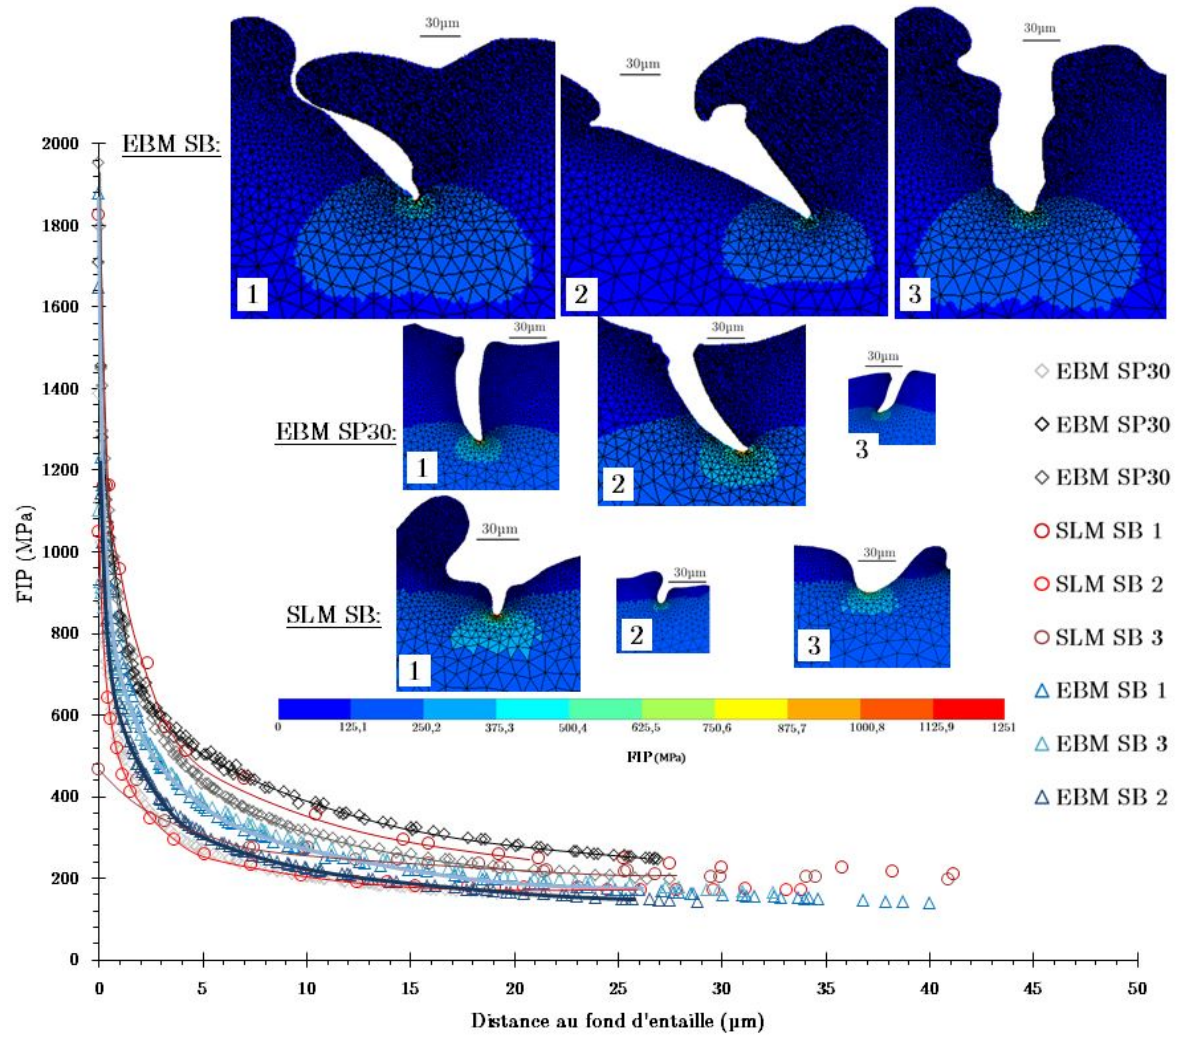 30µm
30µm
30µm
EBM SB:
1
2
3
30µm
30µm
30µm
EBM SP30:
1
2
3
30µm
30µm
30µm
SLM SB:
1
2
3
0 125,1 250,2 375,3 500,4 625,5 750,6 875,7 1000,8 1125,9 1251
FIP (MPa)
EBM SP30
EBM SP30
EBM SP30
SLM SB 1
SLM SB 2
SLM SB 3
EBM SB 1
EBM SB 3
EBM SB 2
FIP (MPa)
2000
1800
1600
1400
1200
1000
800
600
400
200
0
0 5 10 15 20 25 30 35 40 45 50
Distance au fond d'entaille (µm)